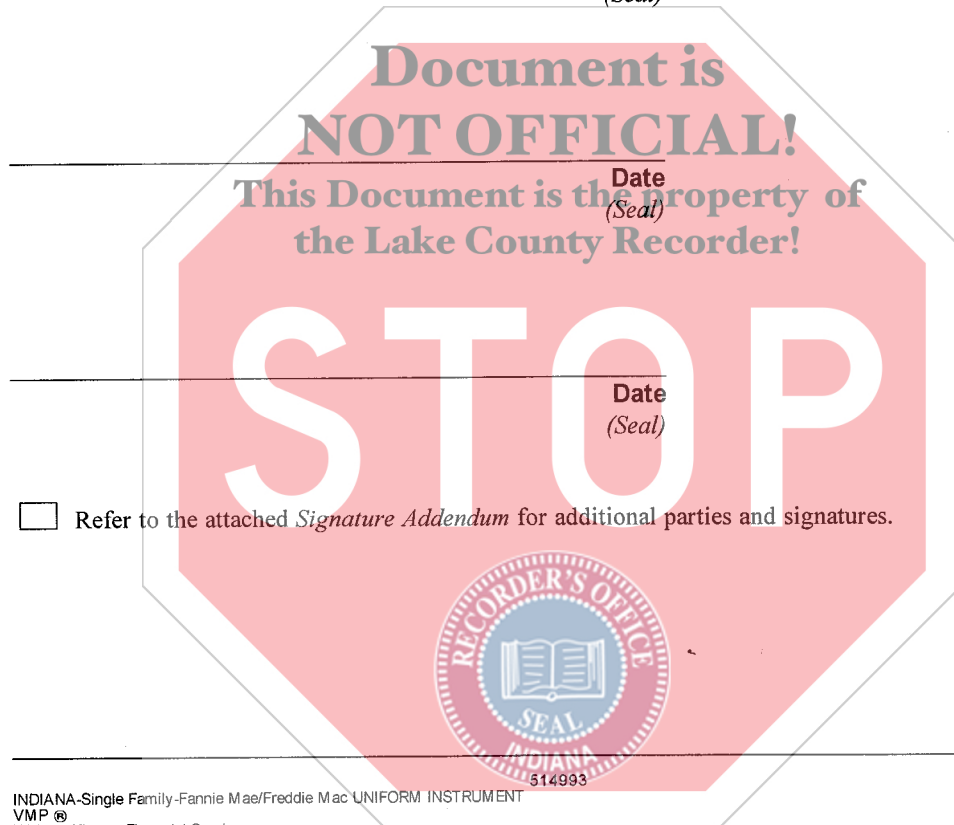 (Seal)
Document is
NOT OFFICIAL!
Date
This Document is the property of
(Seal)
the Lake County Recorder!
STOP
Date
(Seal)
Refer to the attached Signature Addendum for additional parties and signatures.
RECORDER'S OFFICE
SEAL
INDIANA
514993
INDIANA-Single Family-Fannie Mae/Freddie Mac UNIFORM INSTRUMENT
VMP ®